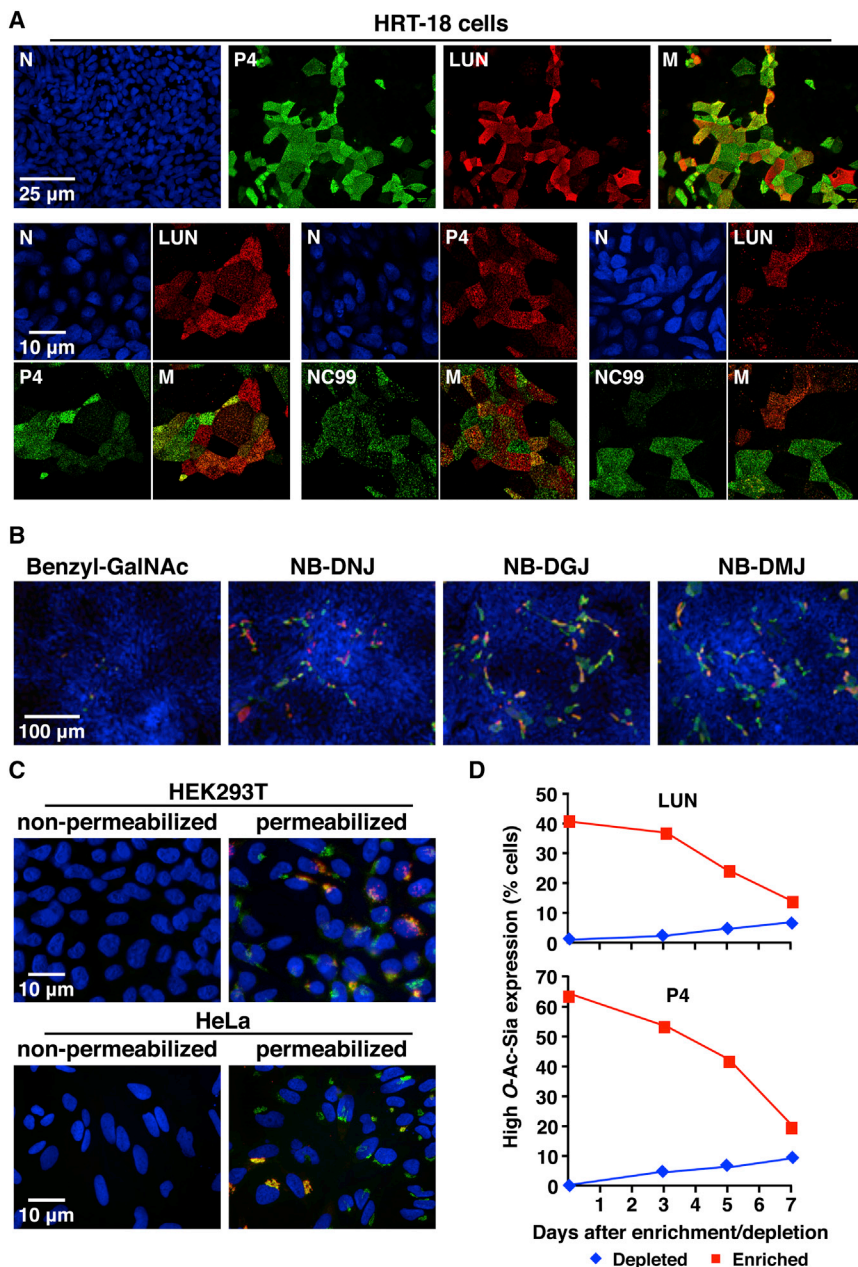 A
HRT-18 cells
N P4 LUN M
25 µm
N LUN N P4 N LUN
10 µm
P4 M NC99 M NC99 M
B
Benzyl-GalNAc NB-DNJ NB-DGJ NB-DMJ
100 µm
C
HEK293T
non-permeabilized permeabilized
10 µm
HeLa
non-permeabilized permeabilized
10 µm
D
High O-Ac-Sia expression (% cells)
50
LUN
40
30
20
10
0
70
P4
60
50
40
30
20
10
0
1 2 3 4 5 6 7
Days after enrichment/depletion
Depleted Enriched